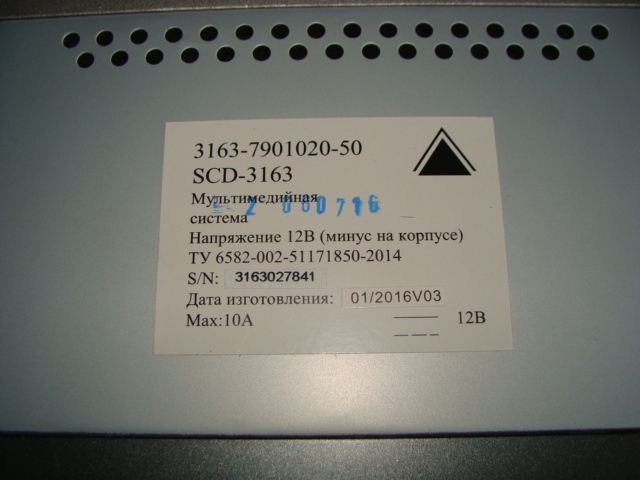 3163-7901020-50
SCD-3163
Мультимедийная
система
Напряжение 12В (минус на корпусе)
ТУ 6582-002-51171850-2014
S/N: 3163027841
Дата изготовления: 01/2016V03
Max:10A 12В